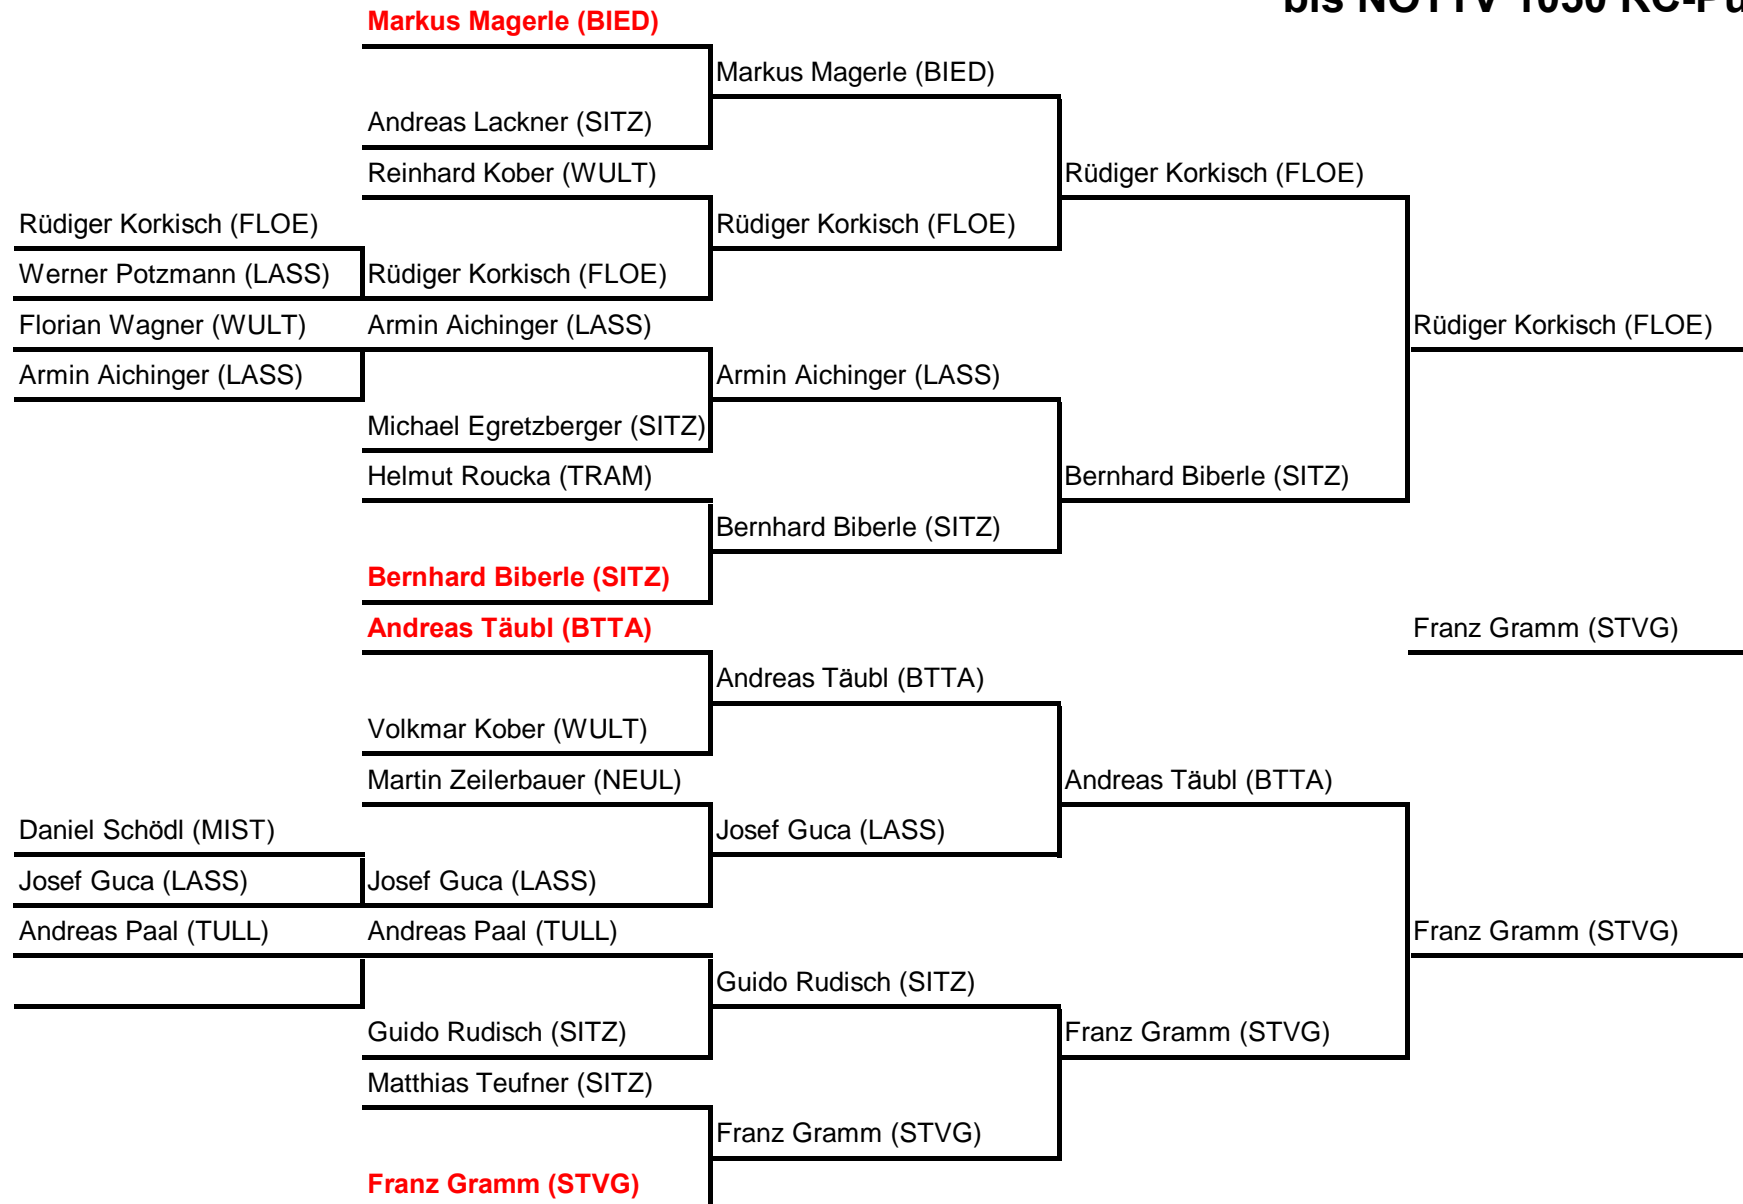 bis NÖTTV 1050 RC-Pu
Markus Magerle (BIED)
Markus Magerle (BIED)
Andreas Lackner (SITZ)
Reinhard Kober (WULT)
Rüdiger Korkisch (FLOE)
Rüdiger Korkisch (FLOE)
Rüdiger Korkisch (FLOE)
Werner Potzmann (LASS)
Rüdiger Korkisch (FLOE)
Florian Wagner (WULT)
Armin Aichinger (LASS)
Rüdiger Korkisch (FLOE)
Armin Aichinger (LASS)
Armin Aichinger (LASS)
Michael Egretzberger (SITZ)
Helmut Roucka (TRAM)
Bernhard Biberle (SITZ)
Bernhard Biberle (SITZ)
Bernhard Biberle (SITZ)
Andreas Täubl (BTTA)
Franz Gramm (STVG)
Andreas Täubl (BTTA)
Volkmar Kober (WULT)
Martin Zeilerbauer (NEUL)
Andreas Täubl (BTTA)
Daniel Schödl (MIST)
Josef Guca (LASS)
Josef Guca (LASS)
Josef Guca (LASS)
Andreas Paal (TULL)
Andreas Paal (TULL)
Franz Gramm (STVG)
Guido Rudisch (SITZ)
Guido Rudisch (SITZ)
Franz Gramm (STVG)
Matthias Teufner (SITZ)
Franz Gramm (STVG)
Franz Gramm (STVG)